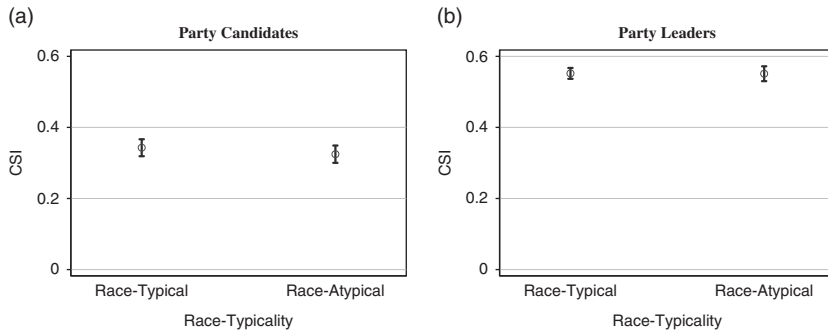 (a)
Party Candidates
0.6
0.4
0.2
0
CSI
Race-Typical Race-Atypical
Race-Typicality
(b)
Party Leaders
0.6
0.4
0.2
0
CSI
Race-Typical Race-Atypical
Race-Typicality